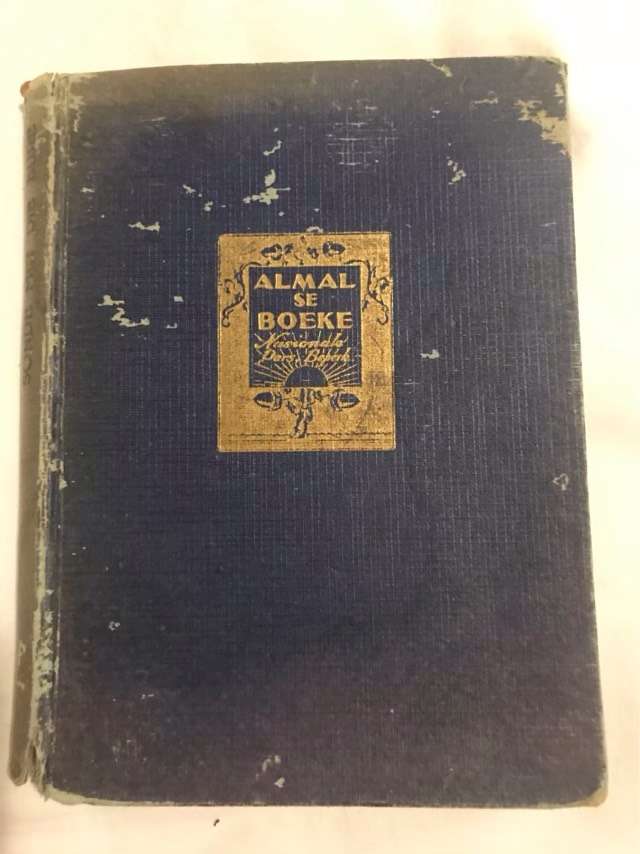 ALMAL
SE
BOEKE
Nasionale
Pers, Beperk.